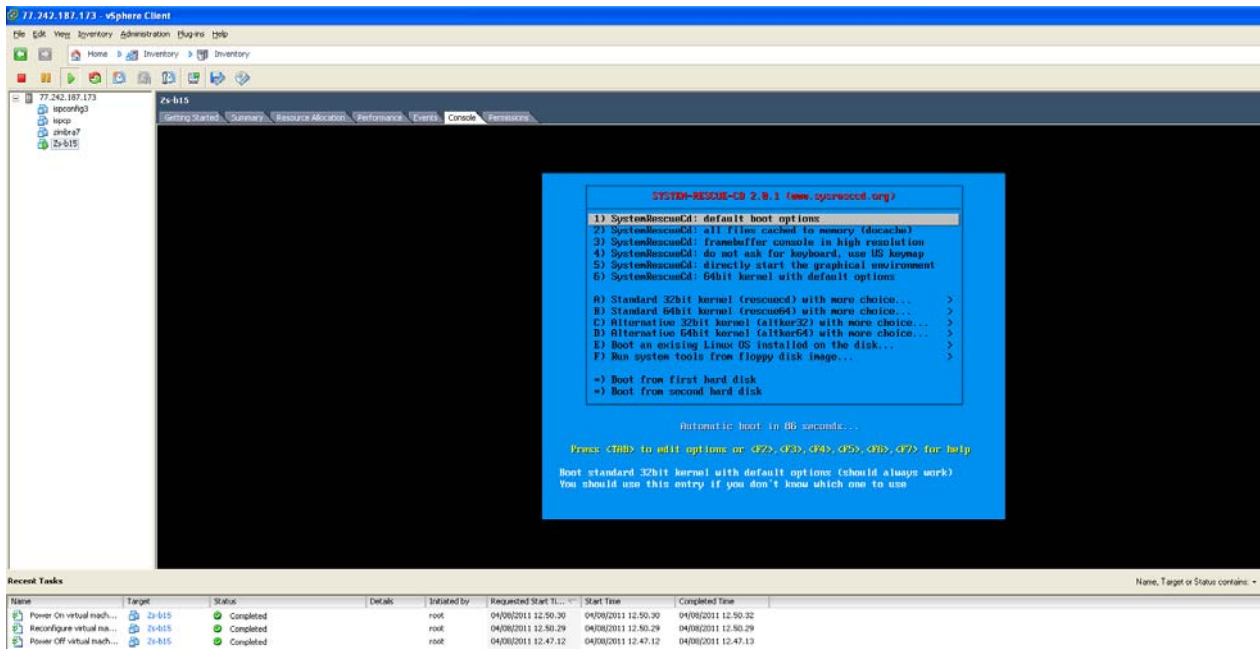 77.242.187.173 - vSphere Client
File Edit View Inventory Administration Plug-ins Help
Home Inventory Inventory
77.242.187.173
ispconfig3
ispcp
zimbra7
Zs-b15
Zs-b15
Getting Started Summary Resource Allocation Performance Events Console Permissions
SYSTEM-RESCUE-CD 2.0.1 (www.sysresccd.org)
1) SystemRescueCd: default boot options
2) SystemRescueCd: all files cached to memory (docache)
3) SystemRescueCd: framebuffer console in high resolution
4) SystemRescueCd: do not ask for keyboard, use US keymap
5) SystemRescueCd: directly start the graphical environment
6) SystemRescueCd: 64bit kernel with default options
A) Standard 32bit kernel (rescuecd) with more choice... >
B) Standard 64bit kernel (rescue64) with more choice... >
C) Alternative 32bit kernel (altker32) with more choice... >
D) Alternative 64bit kernel (altker64) with more choice... >
E) Boot an exising Linux OS installed on the disk... >
F) Run system tools from floppy disk image... >
=) Boot from first hard disk
=) Boot from second hard disk
Automatic boot in 86 seconds...
Press <TAB> to edit options or <F2>,<F3>,<F4>,<F5>,<F6>,<F7> for help
Boot standard 32bit kernel with default options (should always work)
You should use this entry if you don't know which one to use
Recent Tasks
Name, Target or Status contains:
Name Target Status Details Initiated by Requested Start Ti... Start Time Completed Time
Power On virtual mach... Zs-b15 Completed root 04/08/2011 12.50.30 04/08/2011 12.50.30 04/08/2011 12.50.32
Reconfigure virtual ma... Zs-b15 Completed root 04/08/2011 12.50.29 04/08/2011 12.50.29 04/08/2011 12.50.29
Power Off virtual mach... Zs-b15 Completed root 04/08/2011 12.47.12 04/08/2011 12.47.12 04/08/2011 12.47.13